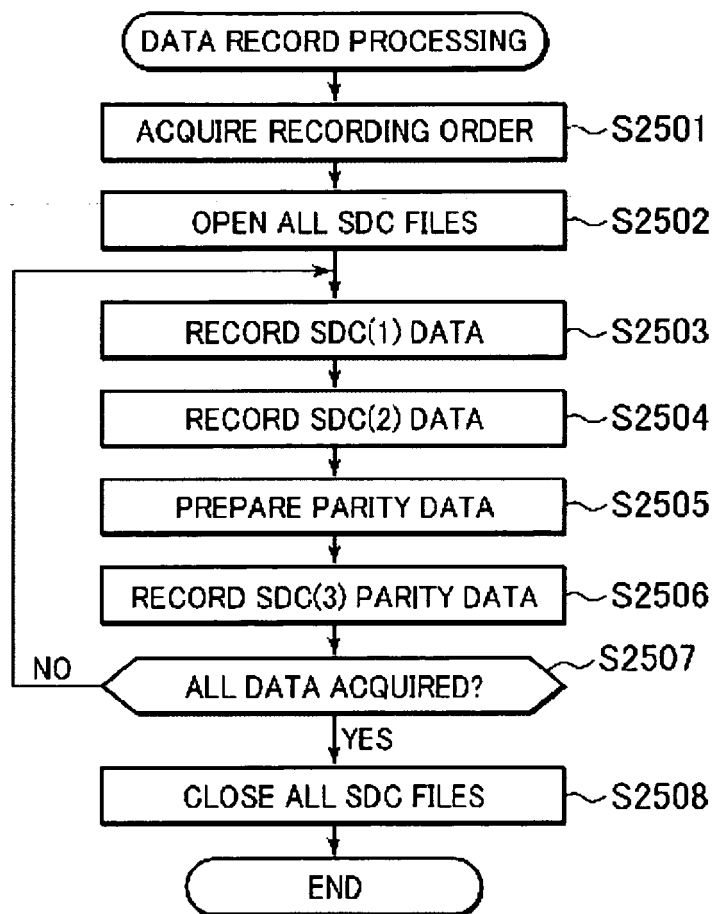 DATA RECORD PROCESSING
ACQUIRE RECORDING ORDER S2501
OPEN ALL SDC FILES S2502
RECORD SDC(1) DATA S2503
RECORD SDC(2) DATA S2504
PREPARE PARITY DATA S2505
RECORD SDC(3) PARITY DATA S2506
NO ALL DATA ACQUIRED? S2507
YES
CLOSE ALL SDC FILES S2508
END